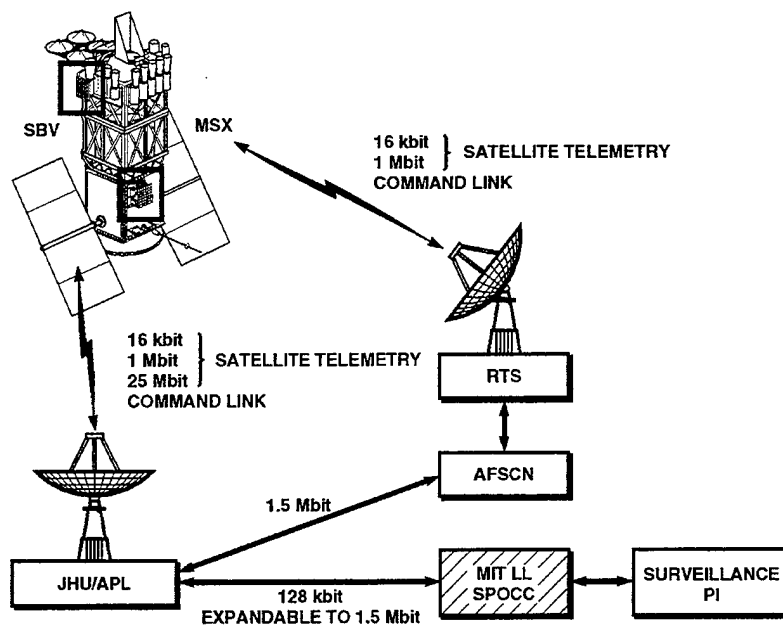 SBV
MSX
16 kbit
1 Mbit
SATELLITE TELEMETRY
COMMAND LINK
16 kbit
1 Mbit
25 Mbit
SATELLITE TELEMETRY
COMMAND LINK
RTS
AFSCN
1.5 Mbit
JHU/APL
128 kbit
EXPANDABLE TO 1.5 Mbit
MIT LL
SPOCC
SURVEILLANCE
PI